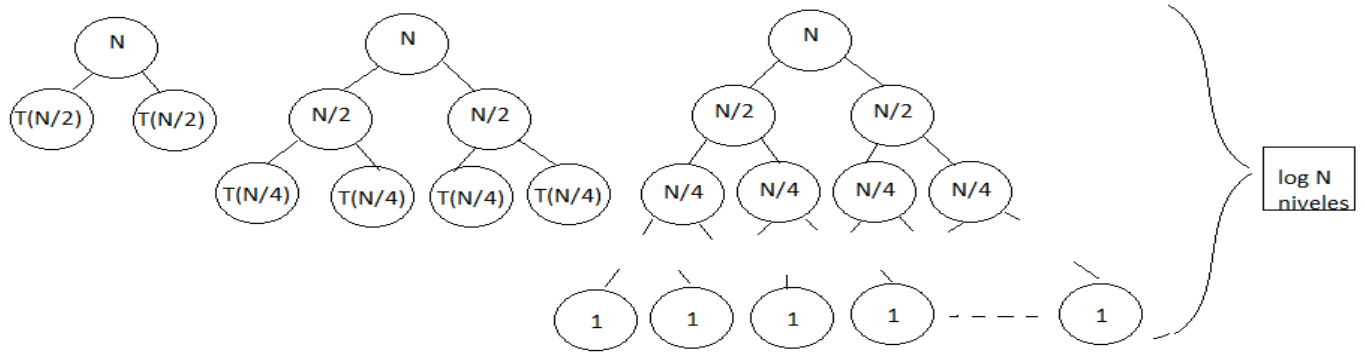 N
T(N/2) T(N/2)
N
N/2 N/2
T(N/4) T(N/4) T(N/4) T(N/4)
N
N/2 N/2
N/4 N/4 N/4 N/4
1 1 1 1 1
log N
niveles